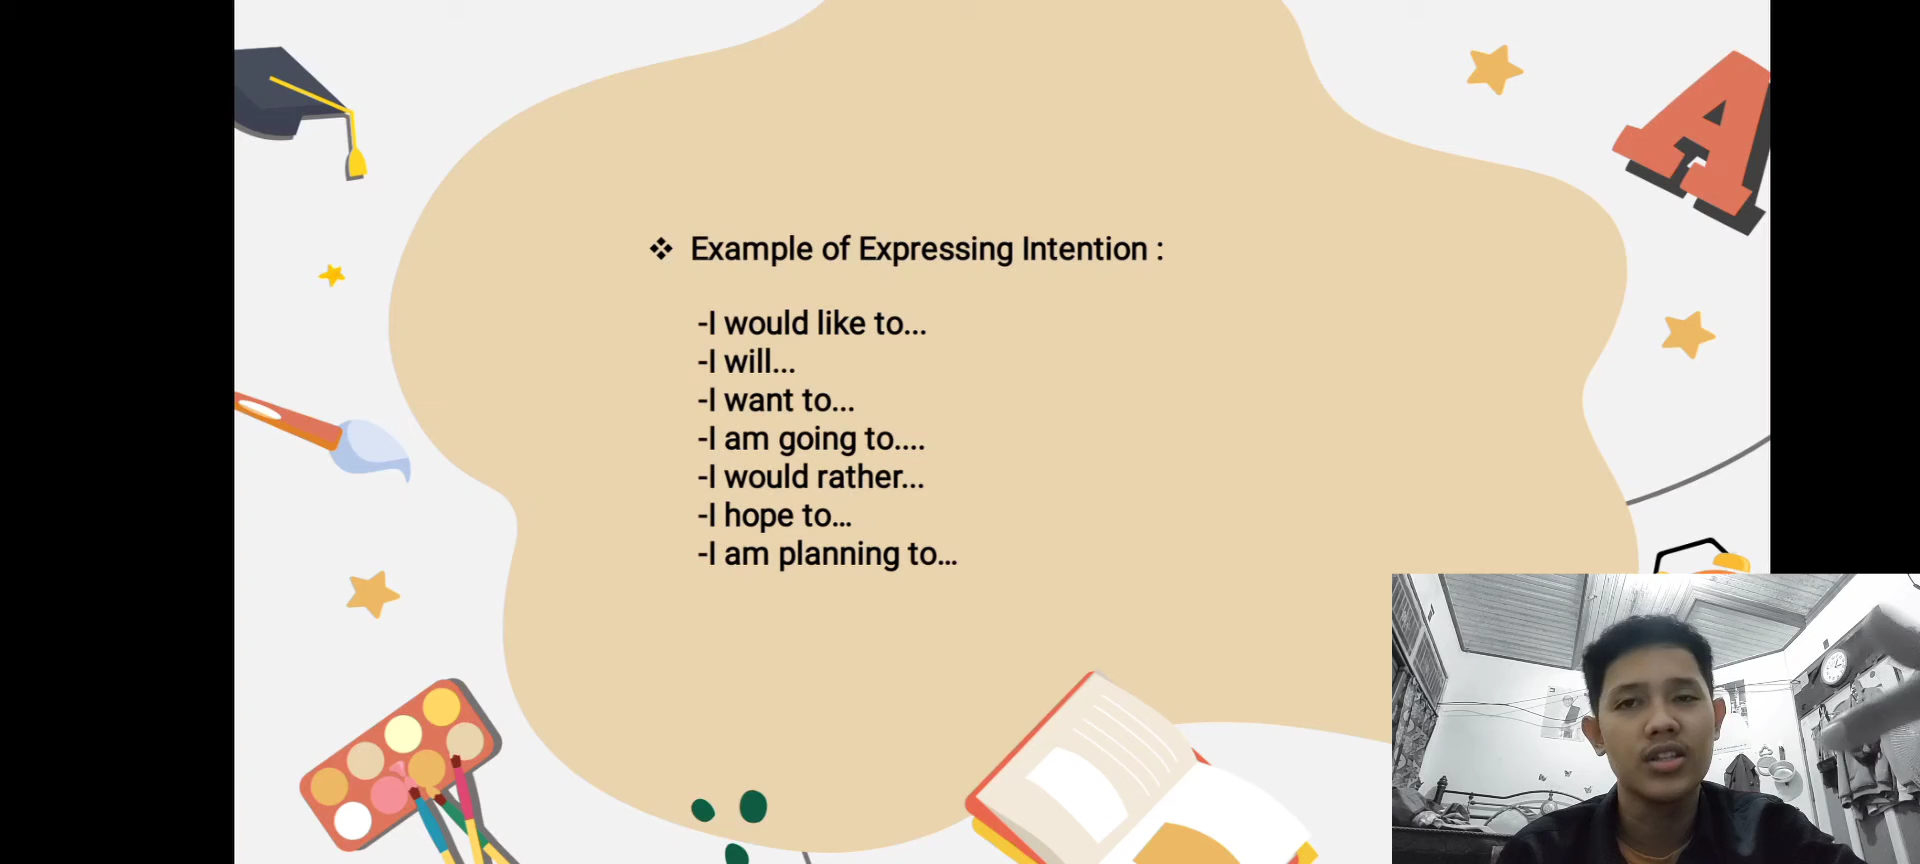 ❖ Example of Expressing Intention :
-I would like to...
-I will...
-I want to...
-I am going to....
-I would rather...
-I hope to...
-I am planning to...
A